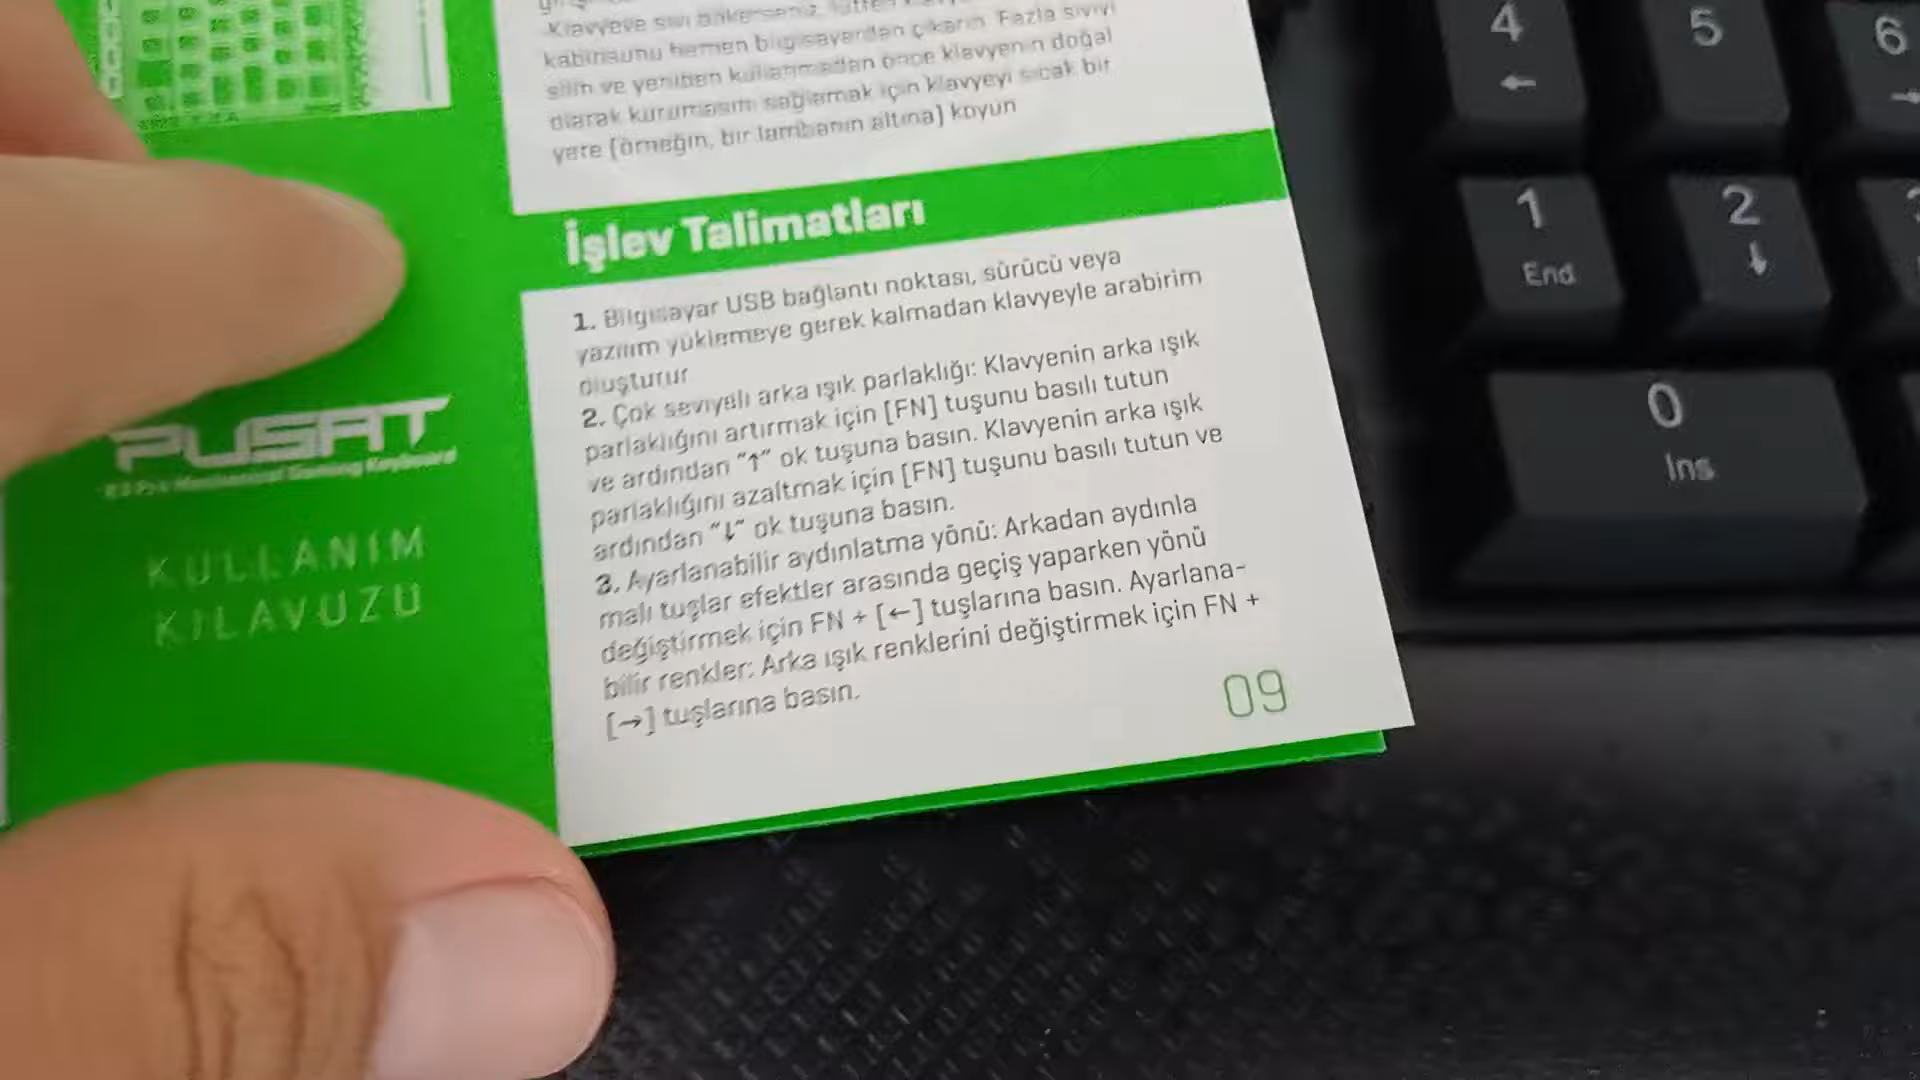 Klavyeye sıvı dökerseniz, lütfen
kablosunu hemen bilgisayardan çıkarın. Fazla sıvıyı
silin ve yeniden kullanmadan önce klavyenin doğal
olarak kurumasını sağlamak için klavyeyi sıcak bir
yere (örneğin, bir lambanın altına) koyun
İşlev Talimatları
1. Bilgisayar USB bağlantı noktası, sürücü veya
yazılım yüklemeye gerek kalmadan klavyeyle arabirim
oluşturur
2. Çok seviyeli arka ışık parlaklığı: Klavyenin arka ışık
parlaklığını artırmak için [FN] tuşunu basılı tutun
ve ardından "↑" ok tuşuna basın. Klavyenin arka ışık
parlaklığını azaltmak için [FN] tuşunu basılı tutun ve
ardından "↓" ok tuşuna basın.
3. Ayarlanabilir aydınlatma yönü: Arkadan aydınla
malı tuşlar efektler arasında geçiş yaparken yönü
değiştirmek için FN + [←] tuşlarına basın. Ayarlana-
bilir renkler: Arka ışık renklerini değiştirmek için FN +
[→] tuşlarına basın.
09
PUSAT
Pro Mechanical Gaming Keyboard
KULLANIM
KILAVUZU
4
←
5
6
1
End
2
↓
0
Ins